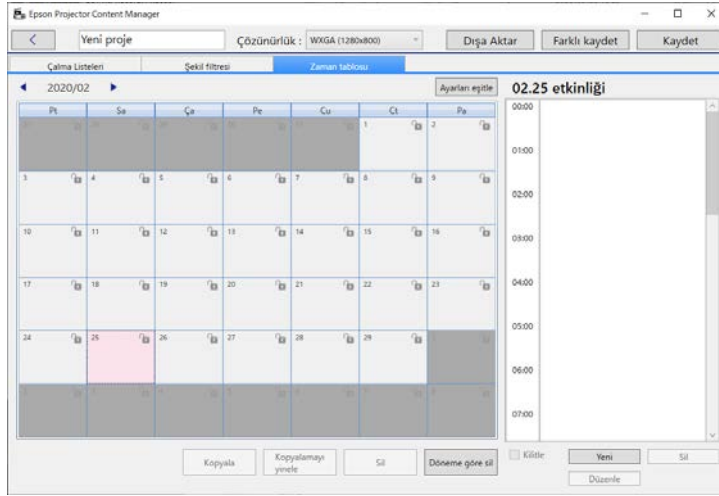 Epson Projector Content Manager
Yeni proje
Çözünürlük : WXGA (1280x800)
Dışa Aktar
Farklı kaydet
Kaydet
Çalma Listeleri
Şekil filtresi
Zaman tablosu
2020/02
Ayarları eşitle
02.25 etkinliği
Pt Sa Ça Pe Cu Ct Pa
1 2
3 4 5 6 7 8 9
10 11 12 13 14 15 16
17 18 19 20 21 22 23
24 25 26 27 28 29
00:00
01:00
02:00
03:00
04:00
05:00
06:00
07:00
Kopyala
Kopyalamayı
yinele
Sil
Döneme göre sil
Kilitle
Yeni
Sil
Düzenle